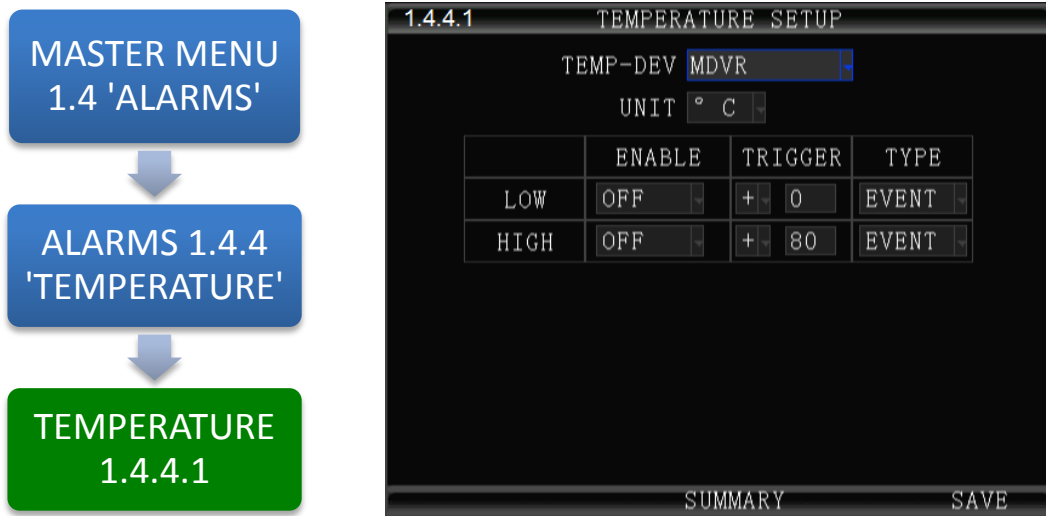 MASTER MENU
1.4 'ALARMS'
ALARMS 1.4.4
'TEMPERATURE'
TEMPERATURE
1.4.4.1
1.4.4.1 TEMPERATURE SETUP
TEMP-DEV MDVR
UNIT ° C
ENABLE TRIGGER TYPE
LOW OFF + 0 EVENT
HIGH OFF + 80 EVENT
SUMMARY SAVE